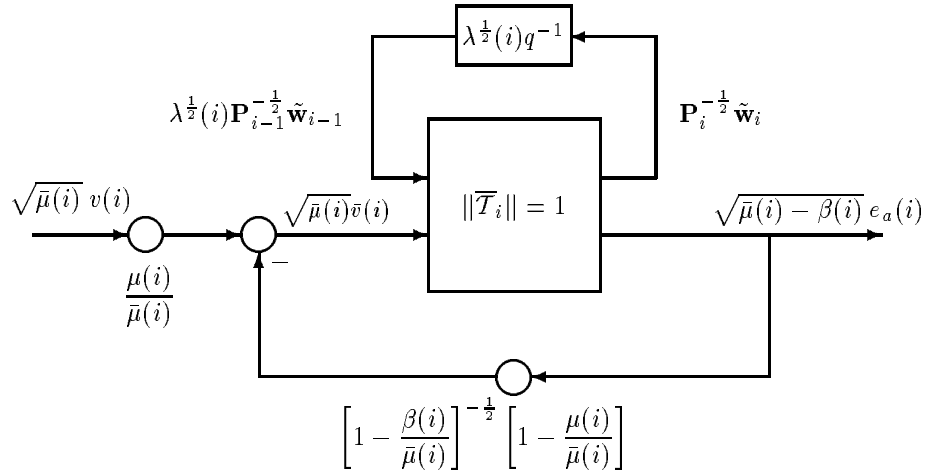 λ^{1/2}(i)q^{-1}
λ^{1/2}(i)P_{i-1}^{-1/2} w̃_{i-1}
P_i^{-1/2} w̃_i
‖T̅_i‖ = 1
√μ̄(i) v(i)
√μ̄(i) v̄(i)
√(μ̄(i) − β(i)) e_a(i)
−
μ(i)/μ̄(i)
[1 − β(i)/μ̄(i)]^{-1/2} [1 − μ(i)/μ̄(i)]